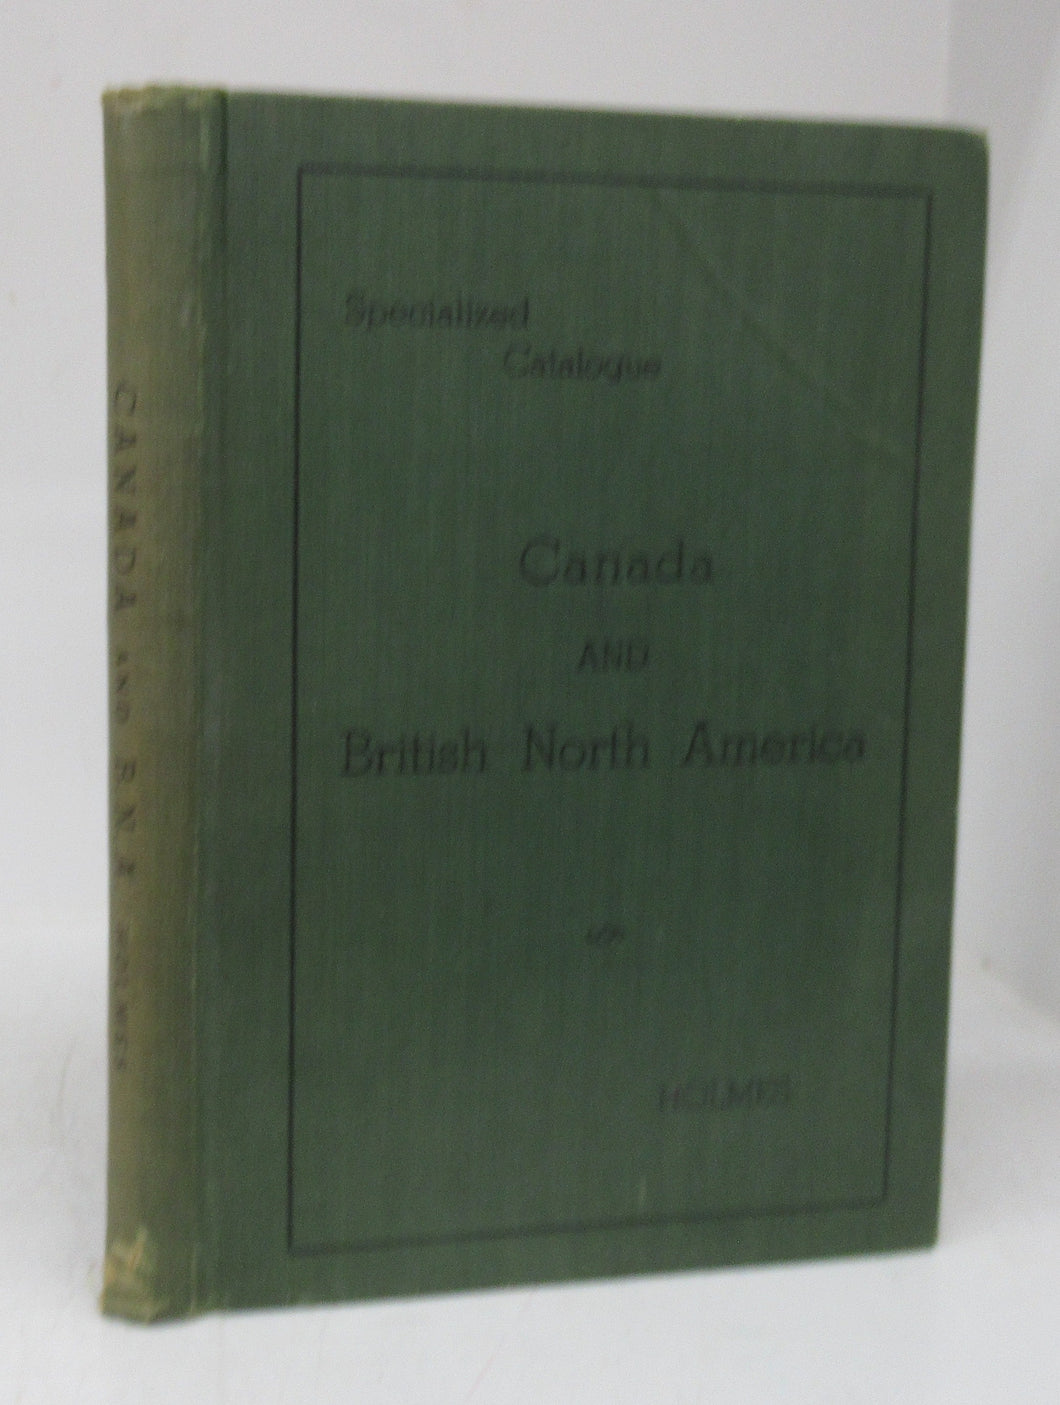 Specialized
Catalogue
Canada
AND
British North America
HOLMES
CANADA AND B.N.A. HOLMES